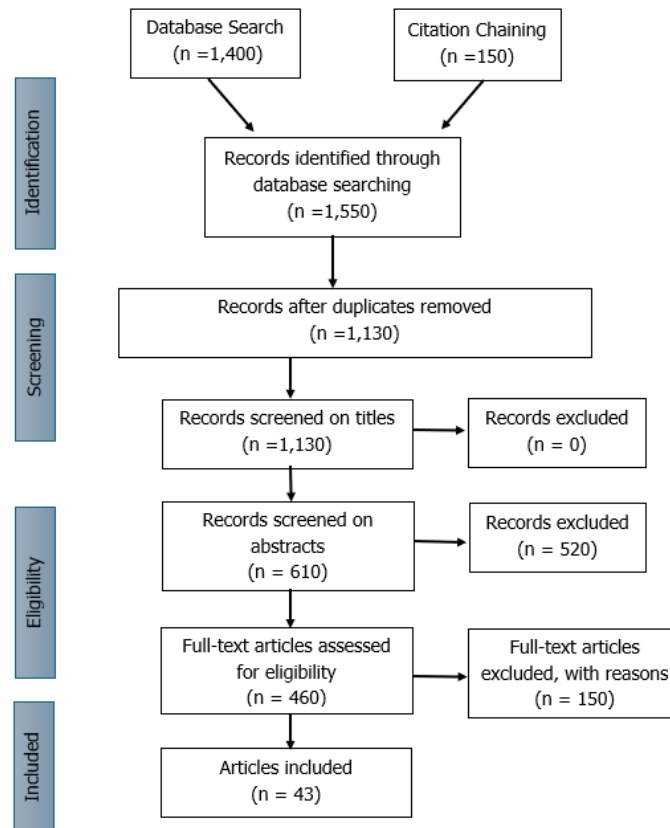 Database Search
(n =1,400)
Citation Chaining
(n =150)
Identification
Records identified through
database searching
(n =1,550)
Screening
Records after duplicates removed
(n =1,130)
Records screened on titles
(n =1,130)
Records excluded
(n = 0)
Eligibility
Records screened on
abstracts
(n = 610)
Records excluded
(n = 520)
Full-text articles assessed
for eligibility
(n = 460)
Full-text articles
excluded, with reasons
(n = 150)
Included
Articles included
(n = 43)